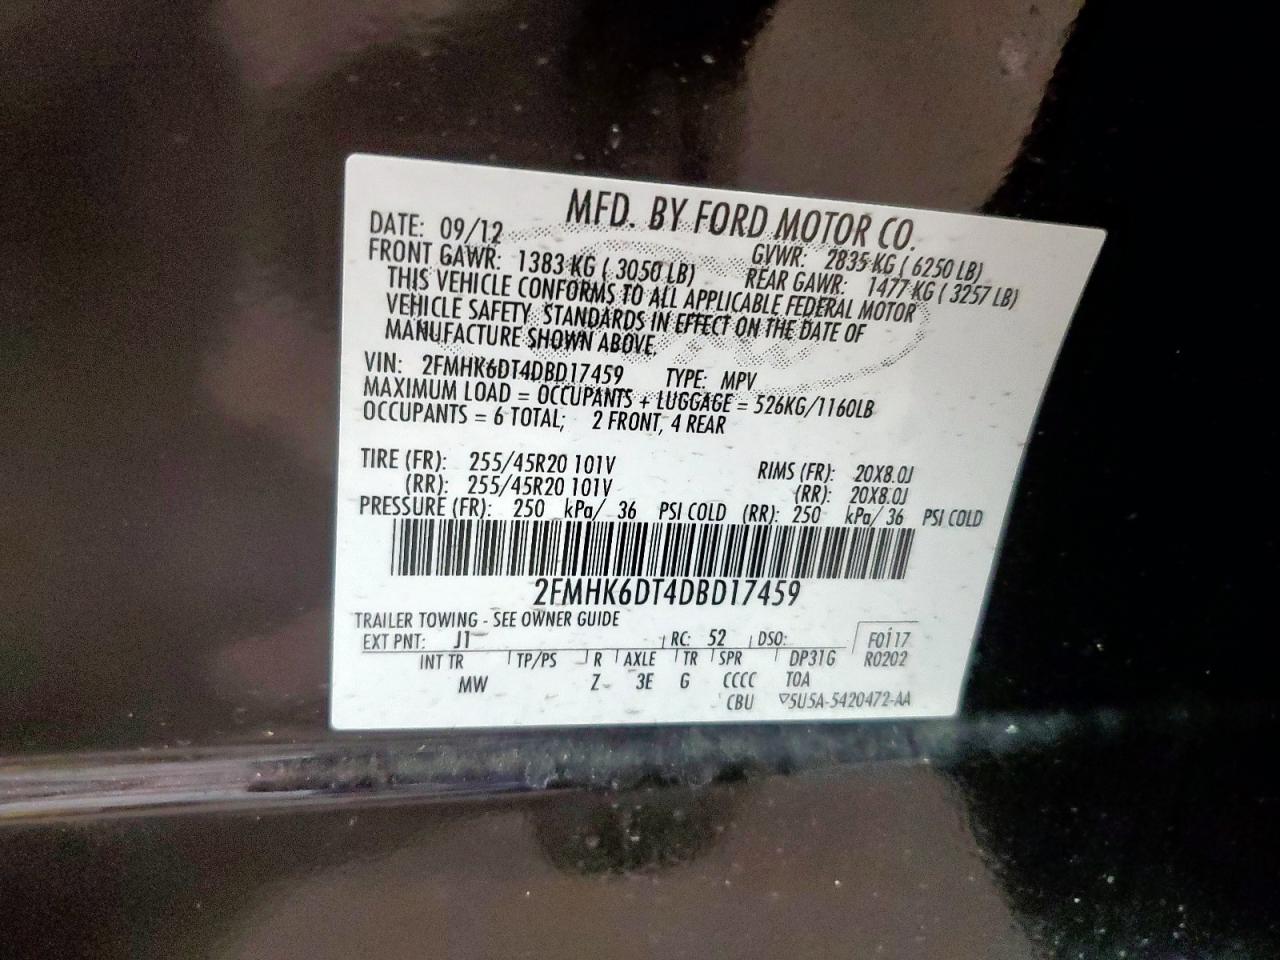 MFD. BY FORD MOTOR CO.
DATE: 09/12 GVWR: 2835 KG ( 6250 LB)
FRONT GAWR: 1383 KG ( 3050 LB) REAR GAWR: 1477 KG ( 3257 LB)
THIS VEHICLE CONFORMS TO ALL APPLICABLE FEDERAL MOTOR
VEHICLE SAFETY STANDARDS IN EFFECT ON THE DATE OF
MANUFACTURE SHOWN ABOVE.
VIN: 2FMHK6DT4DBD17459 TYPE: MPV
MAXIMUM LOAD = OCCUPANTS + LUGGAGE = 526KG/1160LB
OCCUPANTS = 6 TOTAL; 2 FRONT, 4 REAR
TIRE (FR): 255/45R20 101V RIMS (FR): 20X8.0J
(RR): 255/45R20 101V (RR): 20X8.0J
PRESSURE (FR): 250 kPa/ 36 PSI COLD (RR): 250 kPa/ 36 PSI COLD
2FMHK6DT4DBD17459
TRAILER TOWING - SEE OWNER GUIDE
EXT PNT: J1 RC: 52 DSO: F0117
INT TR TP/PS R AXLE TR SPR DP31G R0202
MW Z 3E G CCCC TOA
CBU ▽5U5A-5420472-AA